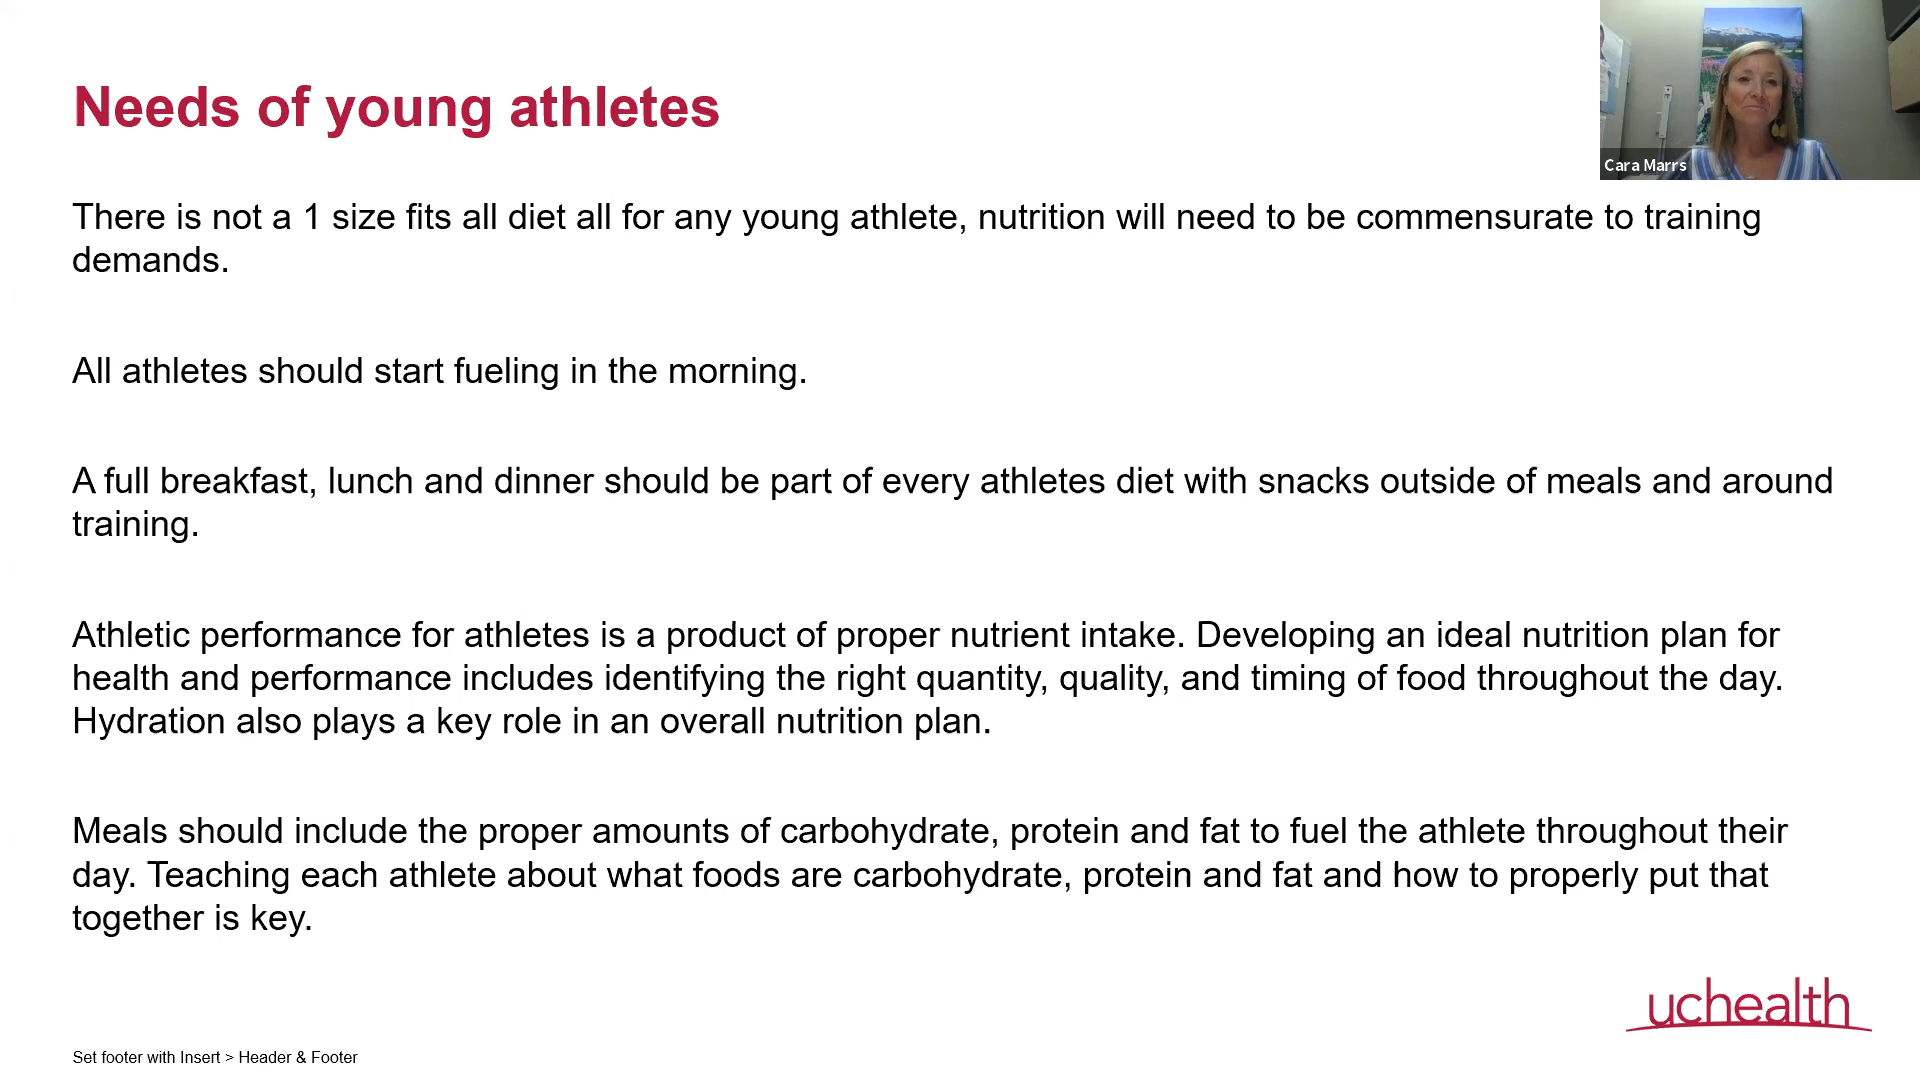 Needs of young athletes
Cara Marrs
There is not a 1 size fits all diet all for any young athlete, nutrition will need to be commensurate to training
demands.
All athletes should start fueling in the morning.
A full breakfast, lunch and dinner should be part of every athletes diet with snacks outside of meals and around
training.
Athletic performance for athletes is a product of proper nutrient intake. Developing an ideal nutrition plan for
health and performance includes identifying the right quantity, quality, and timing of food throughout the day.
Hydration also plays a key role in an overall nutrition plan.
Meals should include the proper amounts of carbohydrate, protein and fat to fuel the athlete throughout their
day. Teaching each athlete about what foods are carbohydrate, protein and fat and how to properly put that
together is key.
uchealth
Set footer with Insert > Header & Footer